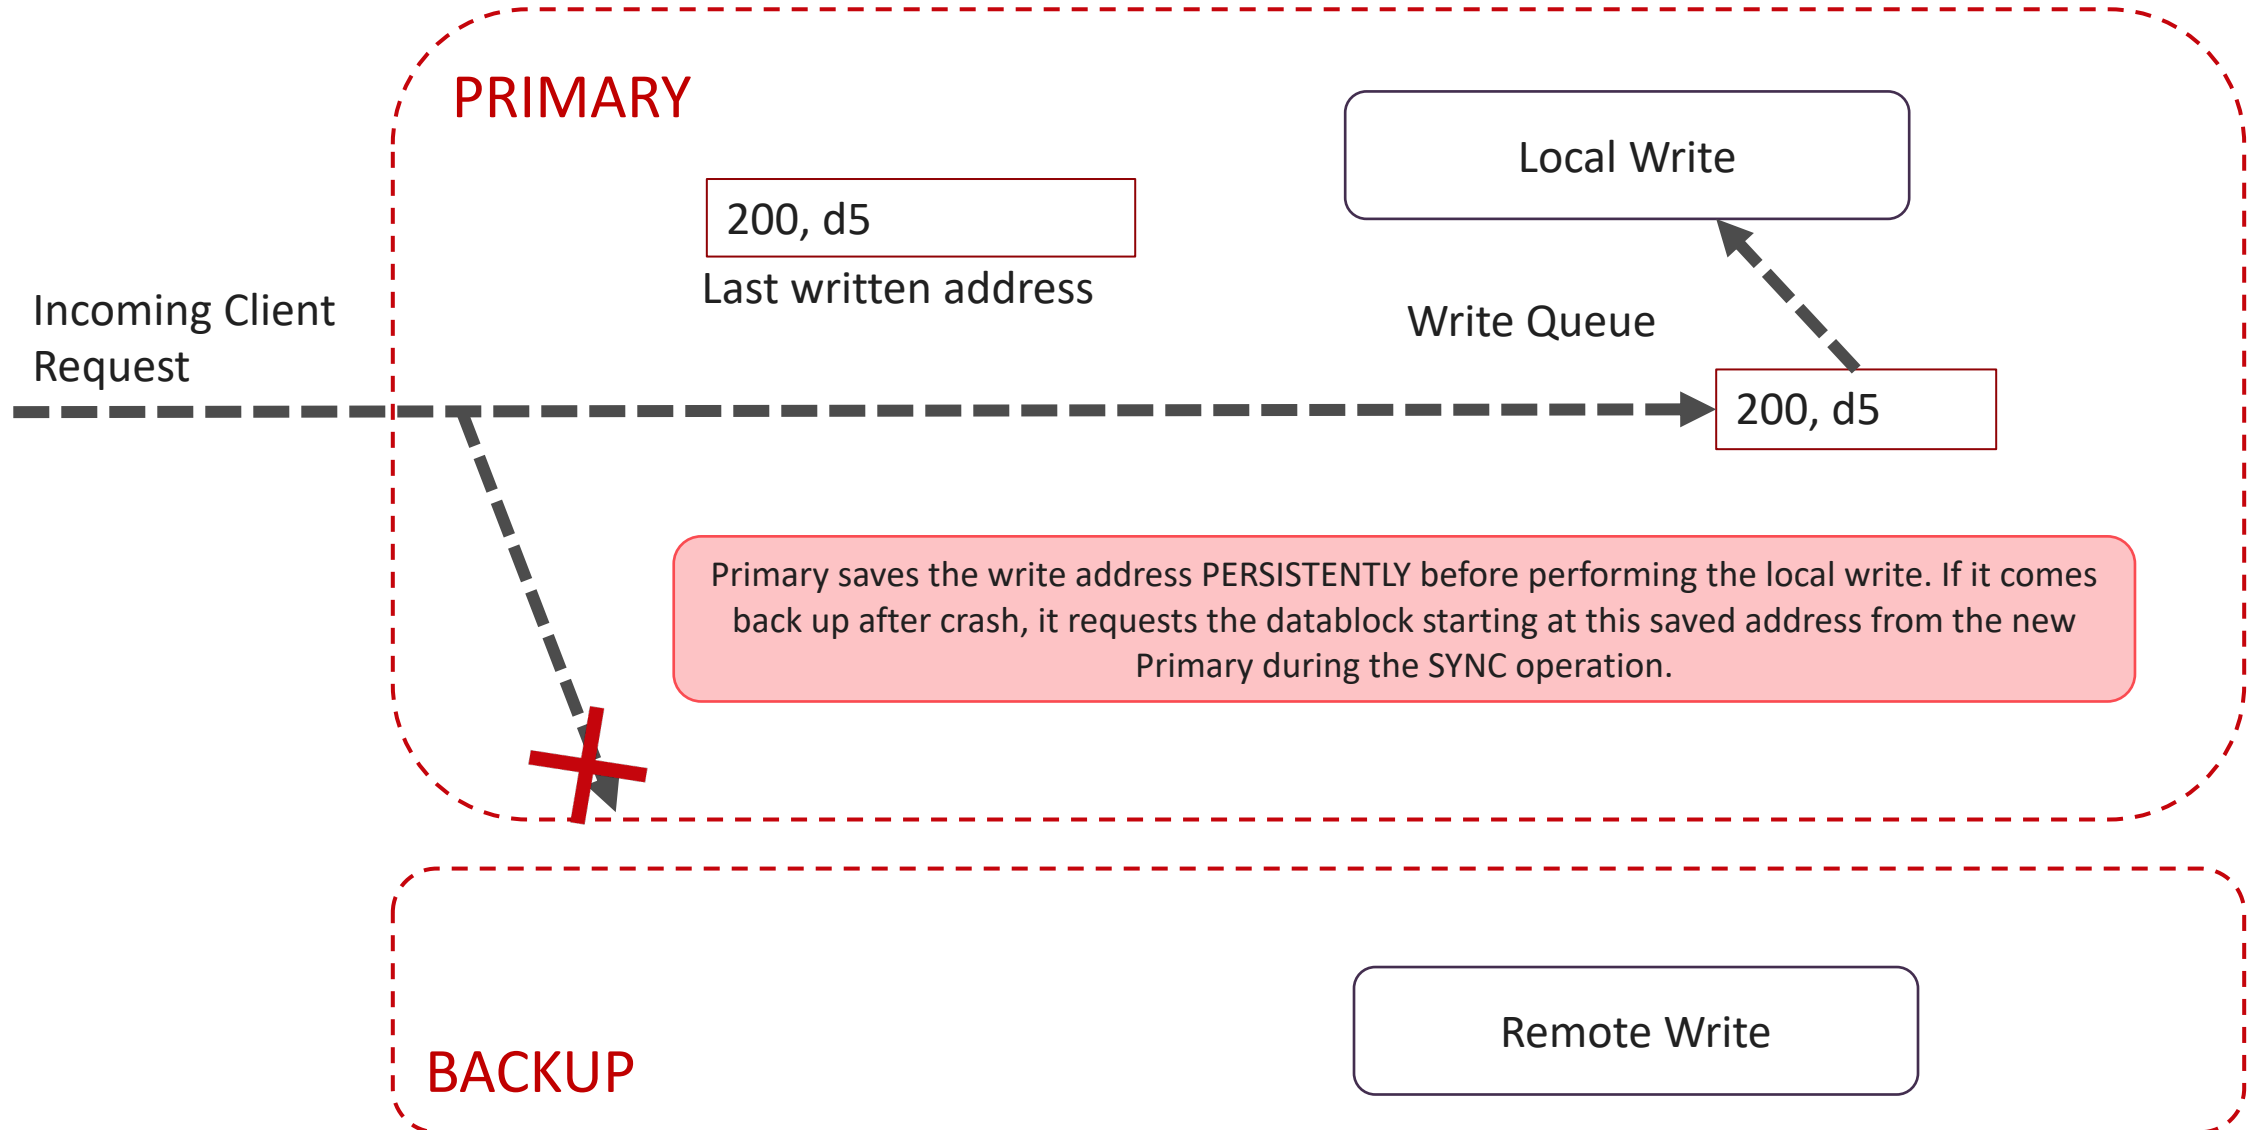 PRIMARY
Local Write
200, d5
Last written address
Incoming Client
Request
Write Queue
200, d5
Primary saves the write address PERSISTENTLY before performing the local write. If it comes
back up after crash, it requests the datablock starting at this saved address from the new
Primary during the SYNC operation.
Remote Write
BACKUP